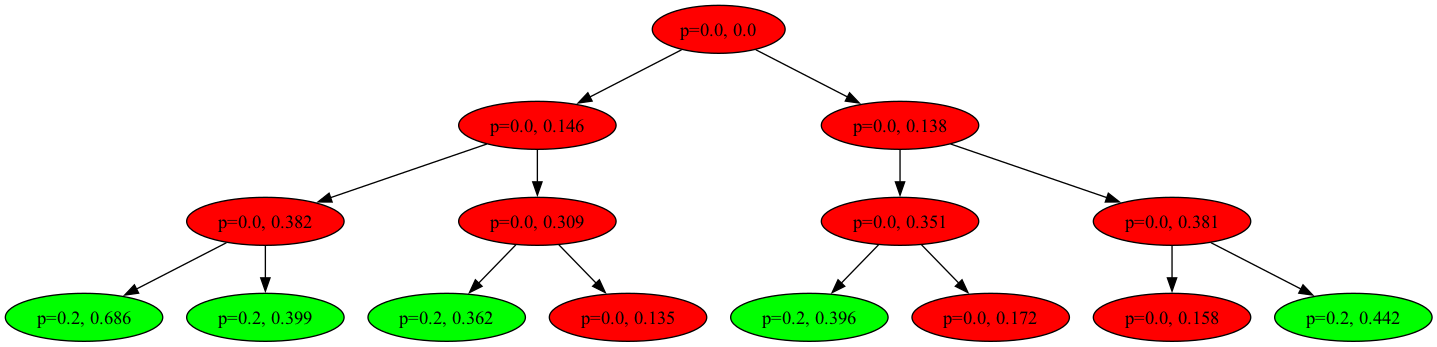 p=0.0, 0.0
p=0.0, 0.146
p=0.0, 0.138
p=0.0, 0.382
p=0.0, 0.309
p=0.0, 0.351
p=0.0, 0.381
p=0.2, 0.686
p=0.2, 0.399
p=0.2, 0.362
p=0.0, 0.135
p=0.2, 0.396
p=0.0, 0.172
p=0.0, 0.158
p=0.2, 0.442